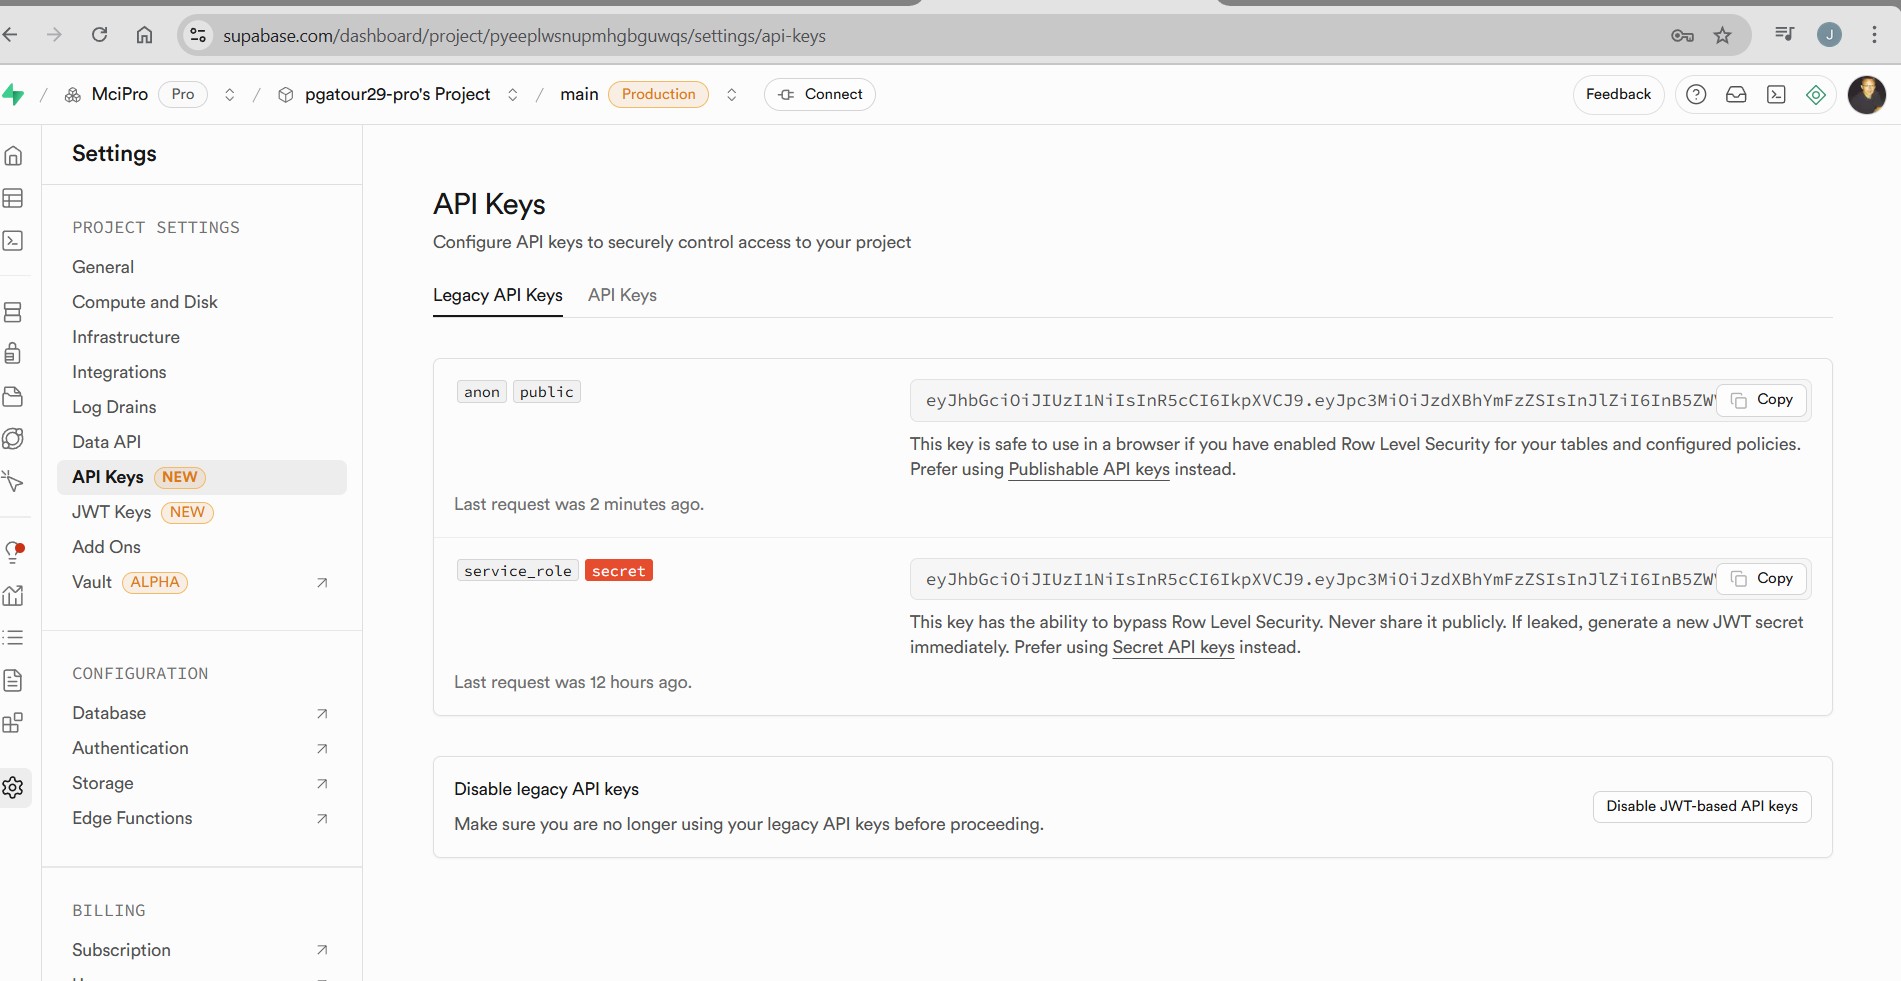 supabase.com/dashboard/project/pyeeplwsnupmhgbguwqs/settings/api-keys
J
/ MciPro Pro / pgatour29-pro's Project / main Production Connect
Feedback
Settings
PROJECT SETTINGS
General
Compute and Disk
Infrastructure
Integrations
Log Drains
Data API
API Keys NEW
JWT Keys NEW
Add Ons
Vault ALPHA
CONFIGURATION
Database
Authentication
Storage
Edge Functions
BILLING
Subscription
API Keys
Configure API keys to securely control access to your project
Legacy API Keys API Keys
anon public
eyJhbGciOiJIUzI1NiIsInR5cCI6IkpXVCJ9.eyJpc3MiOiJzdXBhYmFzZSIsInJlZiI6InB5ZW Copy
This key is safe to use in a browser if you have enabled Row Level Security for your tables and configured policies.
Prefer using Publishable API keys instead.
Last request was 2 minutes ago.
service_role secret
eyJhbGciOiJIUzI1NiIsInR5cCI6IkpXVCJ9.eyJpc3MiOiJzdXBhYmFzZSIsInJlZiI6InB5ZW Copy
This key has the ability to bypass Row Level Security. Never share it publicly. If leaked, generate a new JWT secret
immediately. Prefer using Secret API keys instead.
Last request was 12 hours ago.
Disable legacy API keys
Make sure you are no longer using your legacy API keys before proceeding.
Disable JWT-based API keys